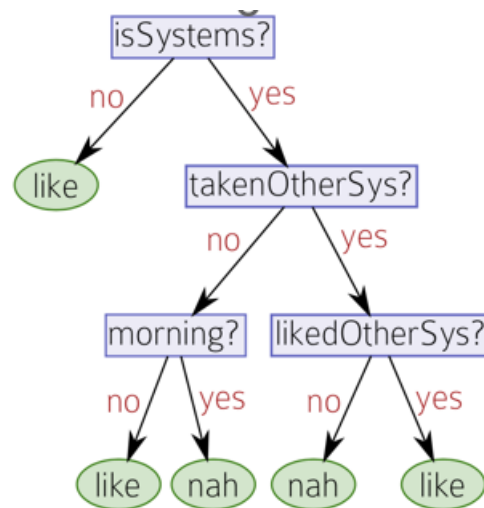 isSystems?
no yes
like takenOtherSys?
no yes
morning? likedOtherSys?
no yes no yes
like nah nah like